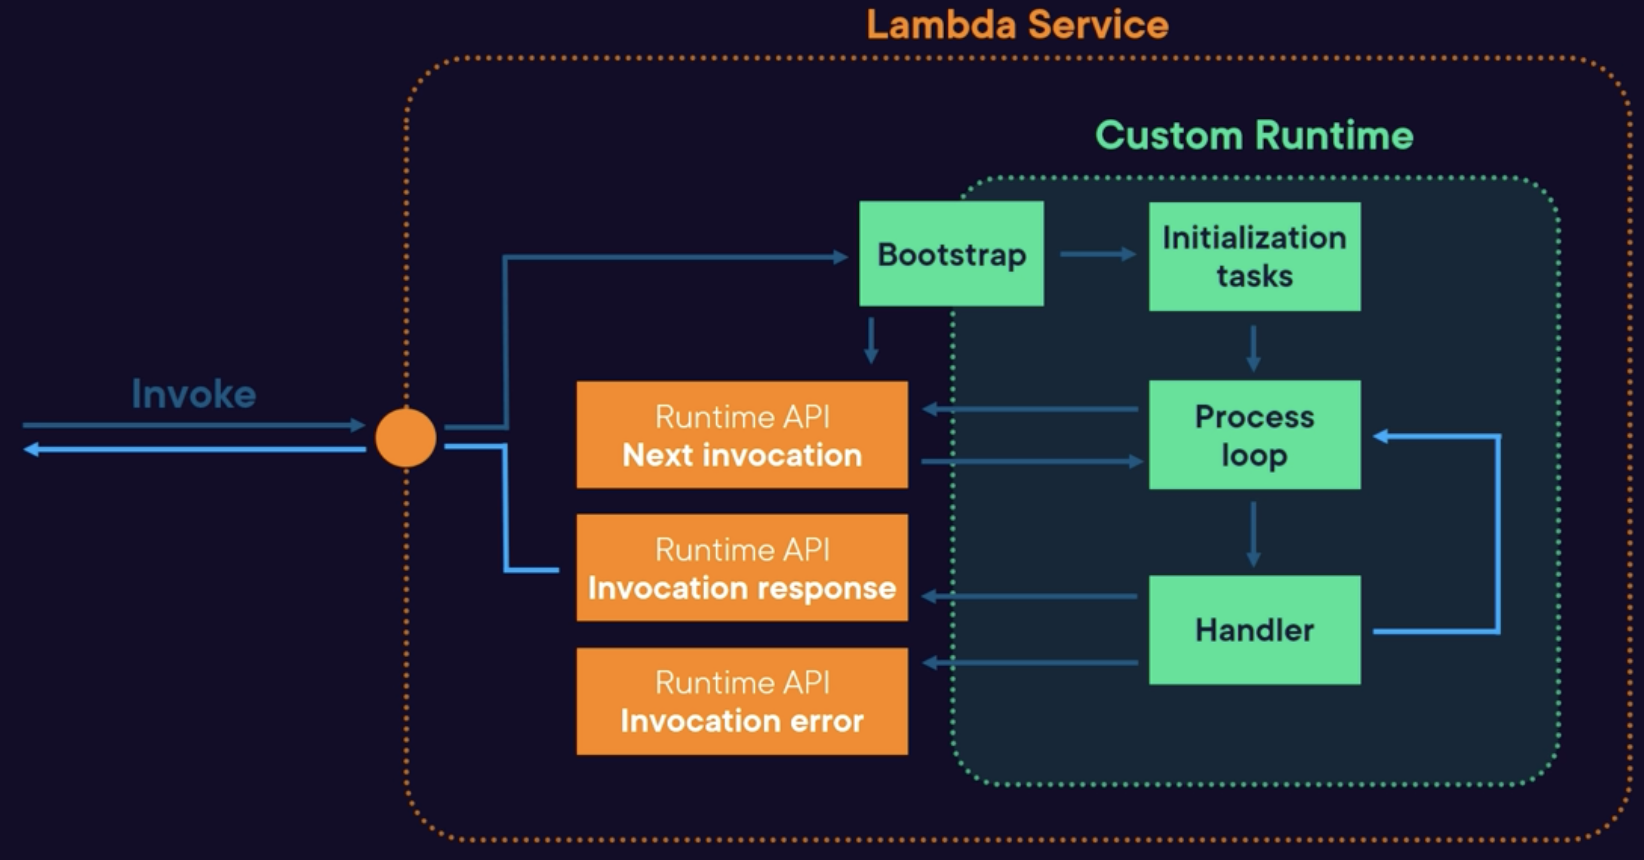 Lambda Service
Custom Runtime
Bootstrap
Initialization
tasks
Invoke
Runtime API
Next invocation
Process
loop
Runtime API
Invocation response
Handler
Runtime API
Invocation error